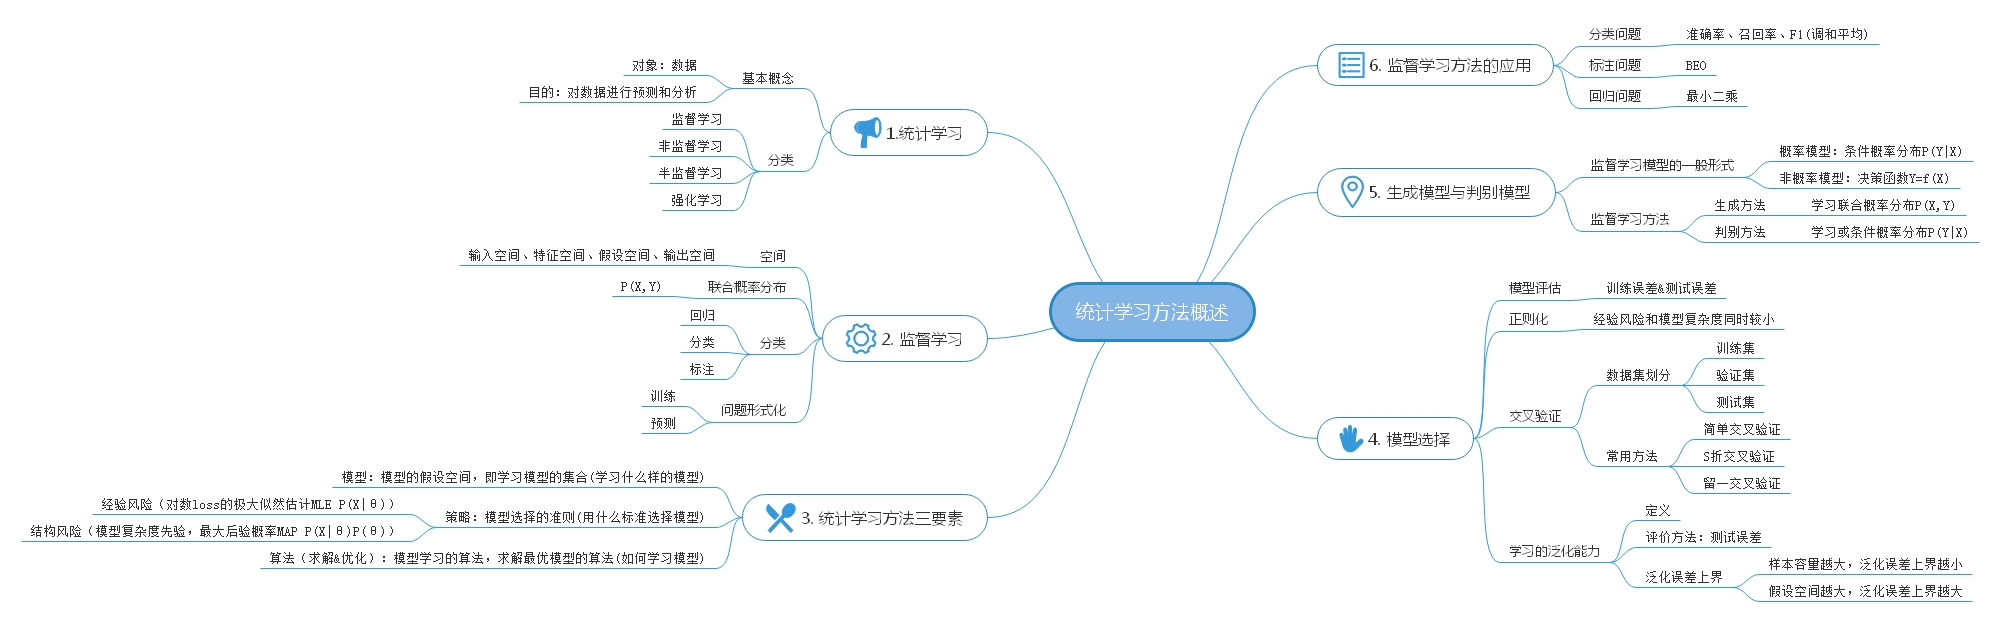 统计学习方法概述
1.统计学习
基本概念
对象：数据
目的：对数据进行预测和分析
分类
监督学习
非监督学习
半监督学习
强化学习
2. 监督学习
空间
输入空间、特征空间、假设空间、输出空间
联合概率分布
P(X,Y)
分类
回归
分类
标注
问题形式化
训练
预测
3. 统计学习方法三要素
模型：模型的假设空间，即学习模型的集合(学习什么样的模型)
策略：模型选择的准则(用什么标准选择模型)
经验风险（对数loss的极大似然估计MLE P(X|θ)）
结构风险（模型复杂度先验，最大后验概率MAP P(X|θ)P(θ)）
算法（求解&优化）：模型学习的算法，求解最优模型的算法(如何学习模型)
6. 监督学习方法的应用
分类问题
准确率、召回率、F1(调和平均)
标注问题
BEO
回归问题
最小二乘
5. 生成模型与判别模型
监督学习模型的一般形式
概率模型：条件概率分布P(Y|X)
非概率模型：决策函数Y=f(X)
监督学习方法
生成方法
学习联合概率分布P(X,Y)
判别方法
学习或条件概率分布P(Y|X)
4. 模型选择
模型评估
训练误差&测试误差
正则化
经验风险和模型复杂度同时较小
交叉验证
数据集划分
训练集
验证集
测试集
常用方法
简单交叉验证
S折交叉验证
留一交叉验证
学习的泛化能力
定义
评价方法：测试误差
泛化误差上界
样本容量越大，泛化误差上界越小
假设空间越大，泛化误差上界越大